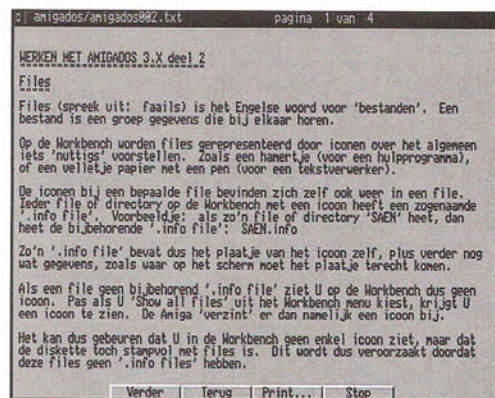 c| amigados/amigados002.txt pagina 1 van 4
WERKEN MET AMIGADOS 3.X deel 2
Files
Files (spreek uit: faails) is het Engelse woord voor 'bestanden'. Een
bestand is een groep gegevens die bij elkaar horen.
Op de Workbench worden files gerepresenteerd door iconen over het algemeen
iets 'nuttigs' voorstellen. Zoals een hamertje (voor een hulpprogramma),
of een velletje papier met een pen (voor een tekstverwerker).
De iconen bij een bepaalde file bevinden zich zelf ook weer in een file.
Ieder file of directory op de Workbench met een icoon heeft een zogenaamde
'.info file'. Voorbeeldje: als zo'n file of directory 'SAEN' heet, dan
heet de bijbehorende '.info file': SAEN.info
Zo'n '.info file' bevat dus het plaatje van het icoon zelf, plus verder nog
wat gegevens, zoals waar op het scherm moet het plaatje terecht komen.
Als een file geen bijbehorend '.info file' ziet U op de Workbench dus geen
icoon. Pas als U 'Show all files' uit het Workbench menu kiest, krijgt U
een icoon te zien. De Amiga 'verzint' er dan namelijk een icoon bij.
Het kan dus gebeuren dat U in de Workbench geen enkel icoon ziet, maar dat
de diskette toch stampvol met files is. Dit wordt dus veroorzaakt doordat
deze files geen '.info files' hebben.
Verder | Terug | Print... | Stop